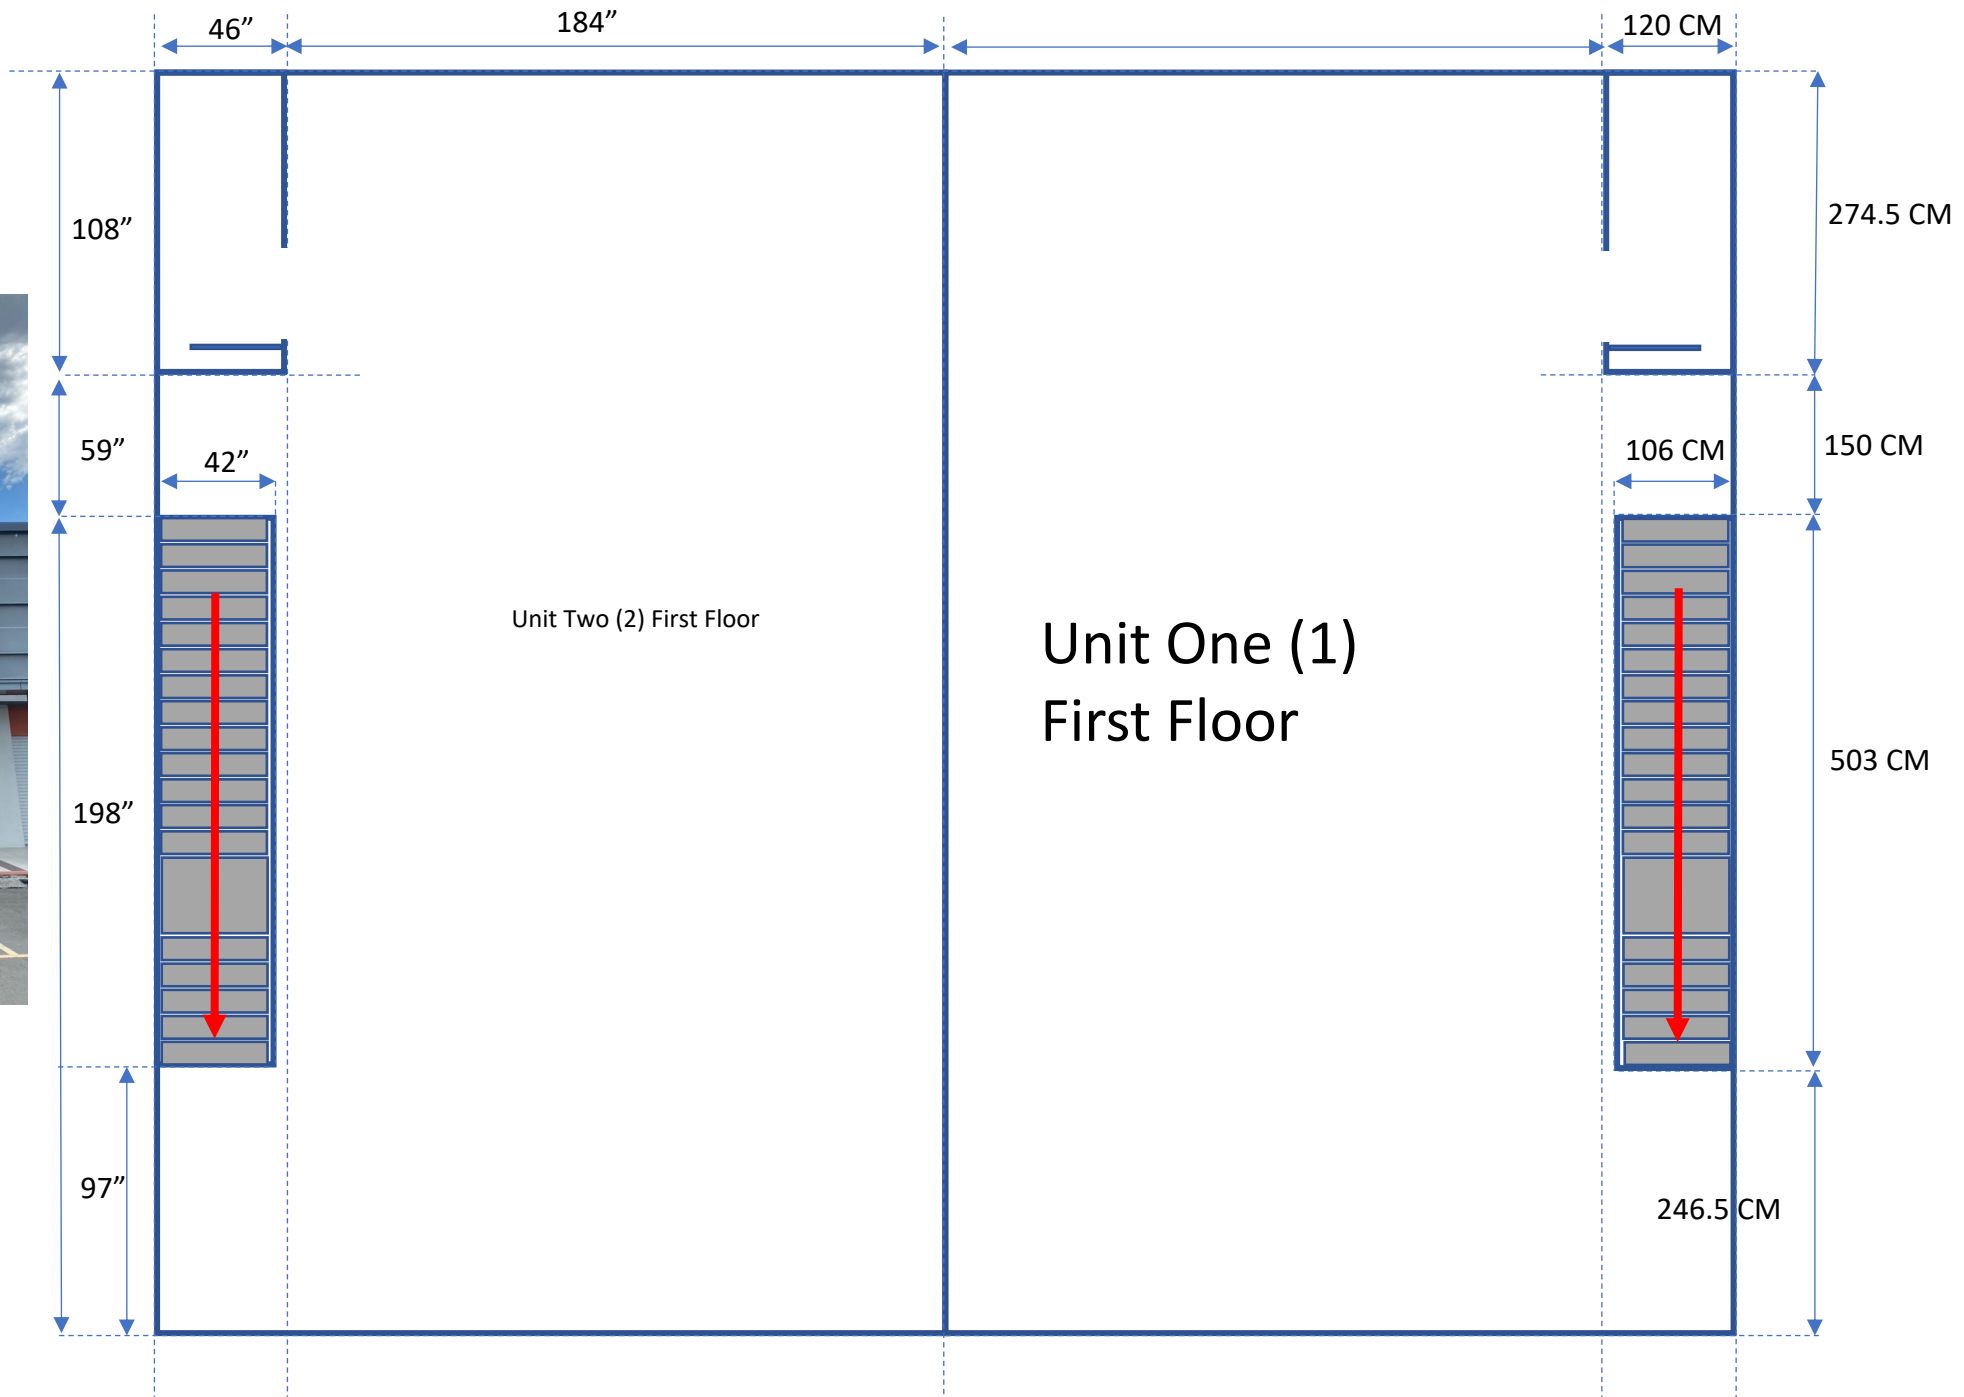 46”
184”
120 CM
108”
274.5 CM
59”
42”
106 CM
150 CM
Unit Two (2) First Floor
Unit One (1)
First Floor
198”
503 CM
97”
246.5 CM